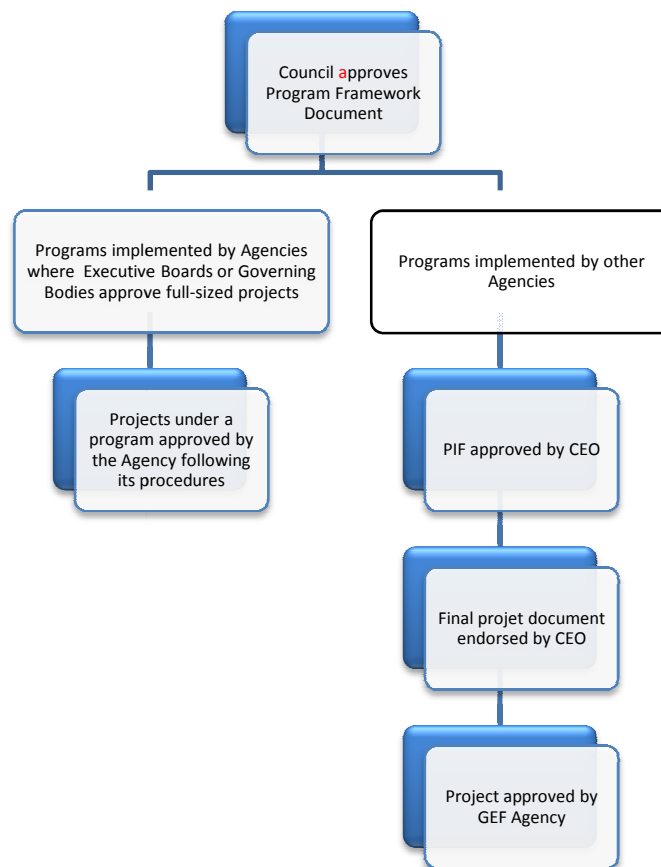 Council approves
Program Framework
Document
Programs implemented by Agencies
where Executive Boards or Governing
Bodies approve full-sized projects
Programs implemented by other
Agencies
Projects under a
program approved by
the Agency following
its procedures
PIF approved by CEO
Final projet document
endorsed by CEO
Project approved by
GEF Agency